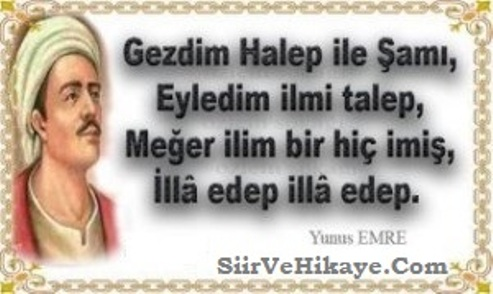 Gezdim Halep ile Şamı,
Eyledim ilmi talep,
Meğer ilim bir hiç imiş,
İllâ edep illâ edep.
Yunus EMRE
SiirVeHikaye.Com